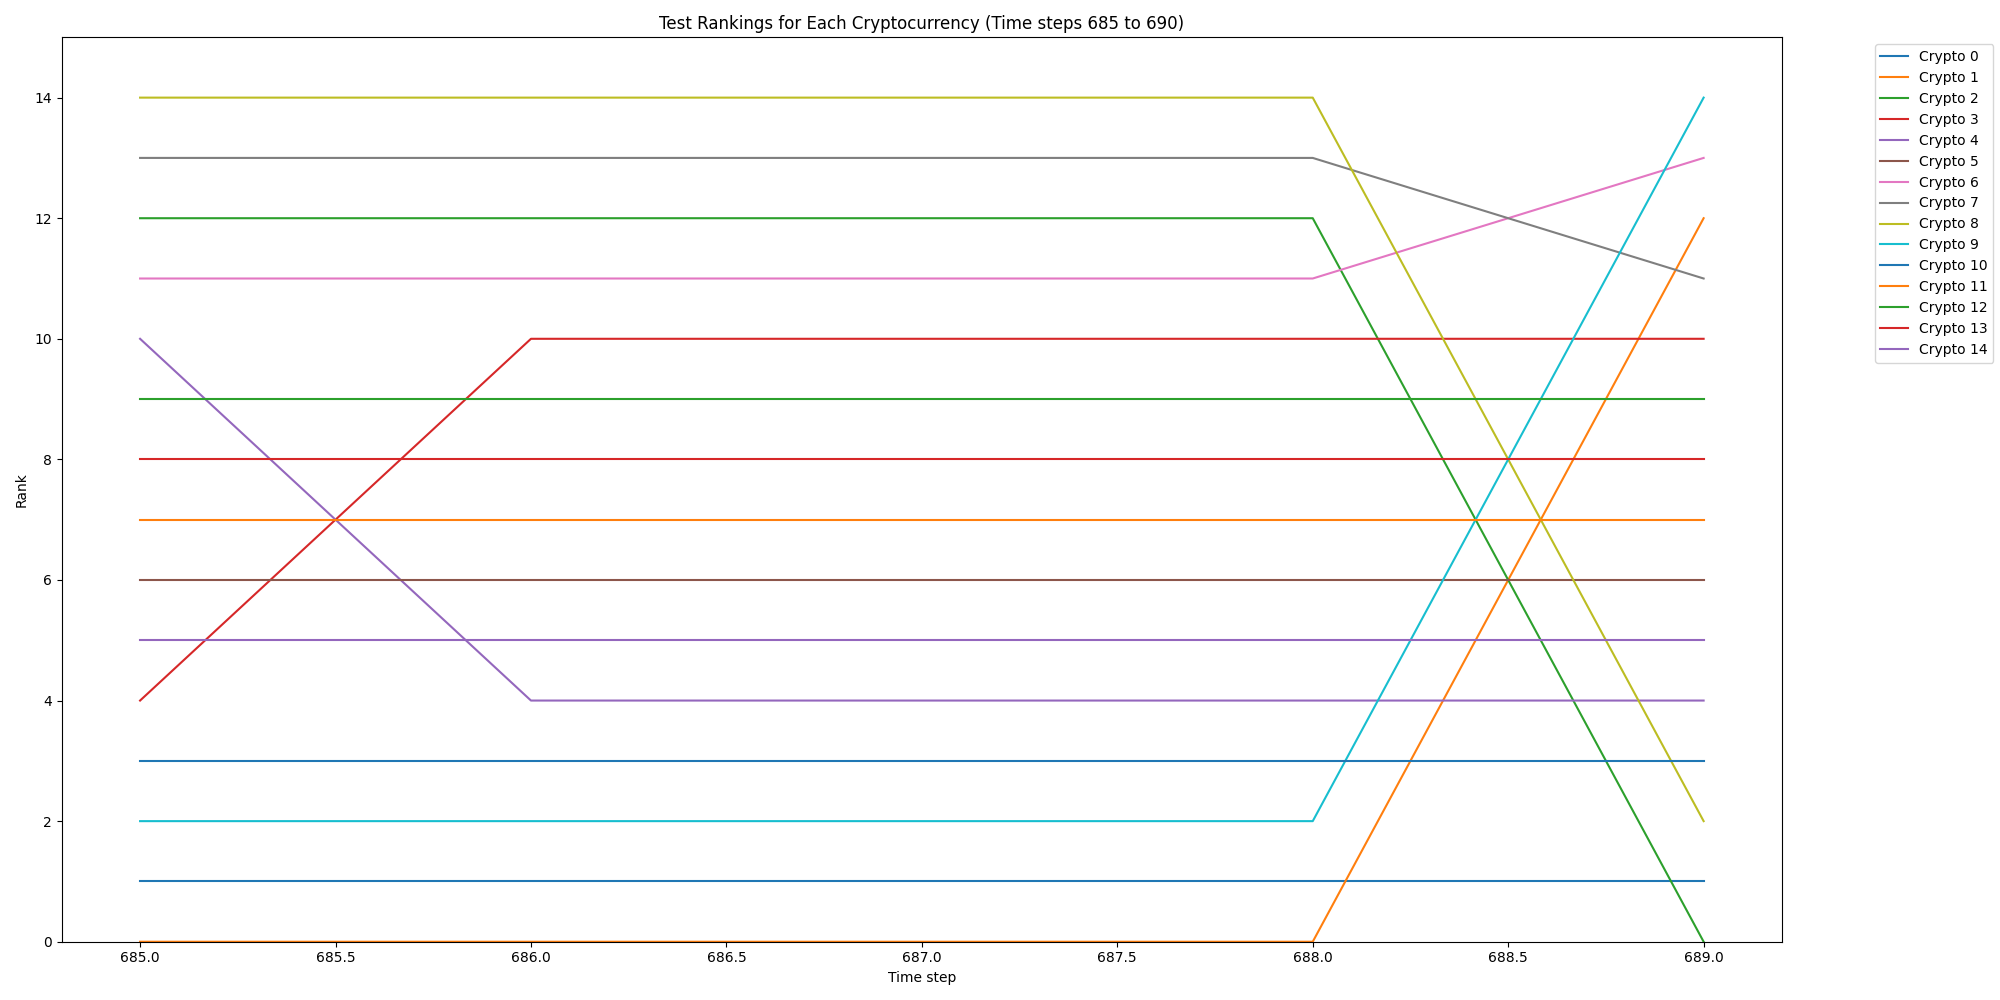 Test Rankings for Each Cryptocurrency (Time steps 685 to 690)
Rank
14
12
10
8
6
4
2
0
685.0 685.5 686.0 686.5 687.0 687.5 688.0 688.5 689.0
Time step
Crypto 0
Crypto 1
Crypto 2
Crypto 3
Crypto 4
Crypto 5
Crypto 6
Crypto 7
Crypto 8
Crypto 9
Crypto 10
Crypto 11
Crypto 12
Crypto 13
Crypto 14